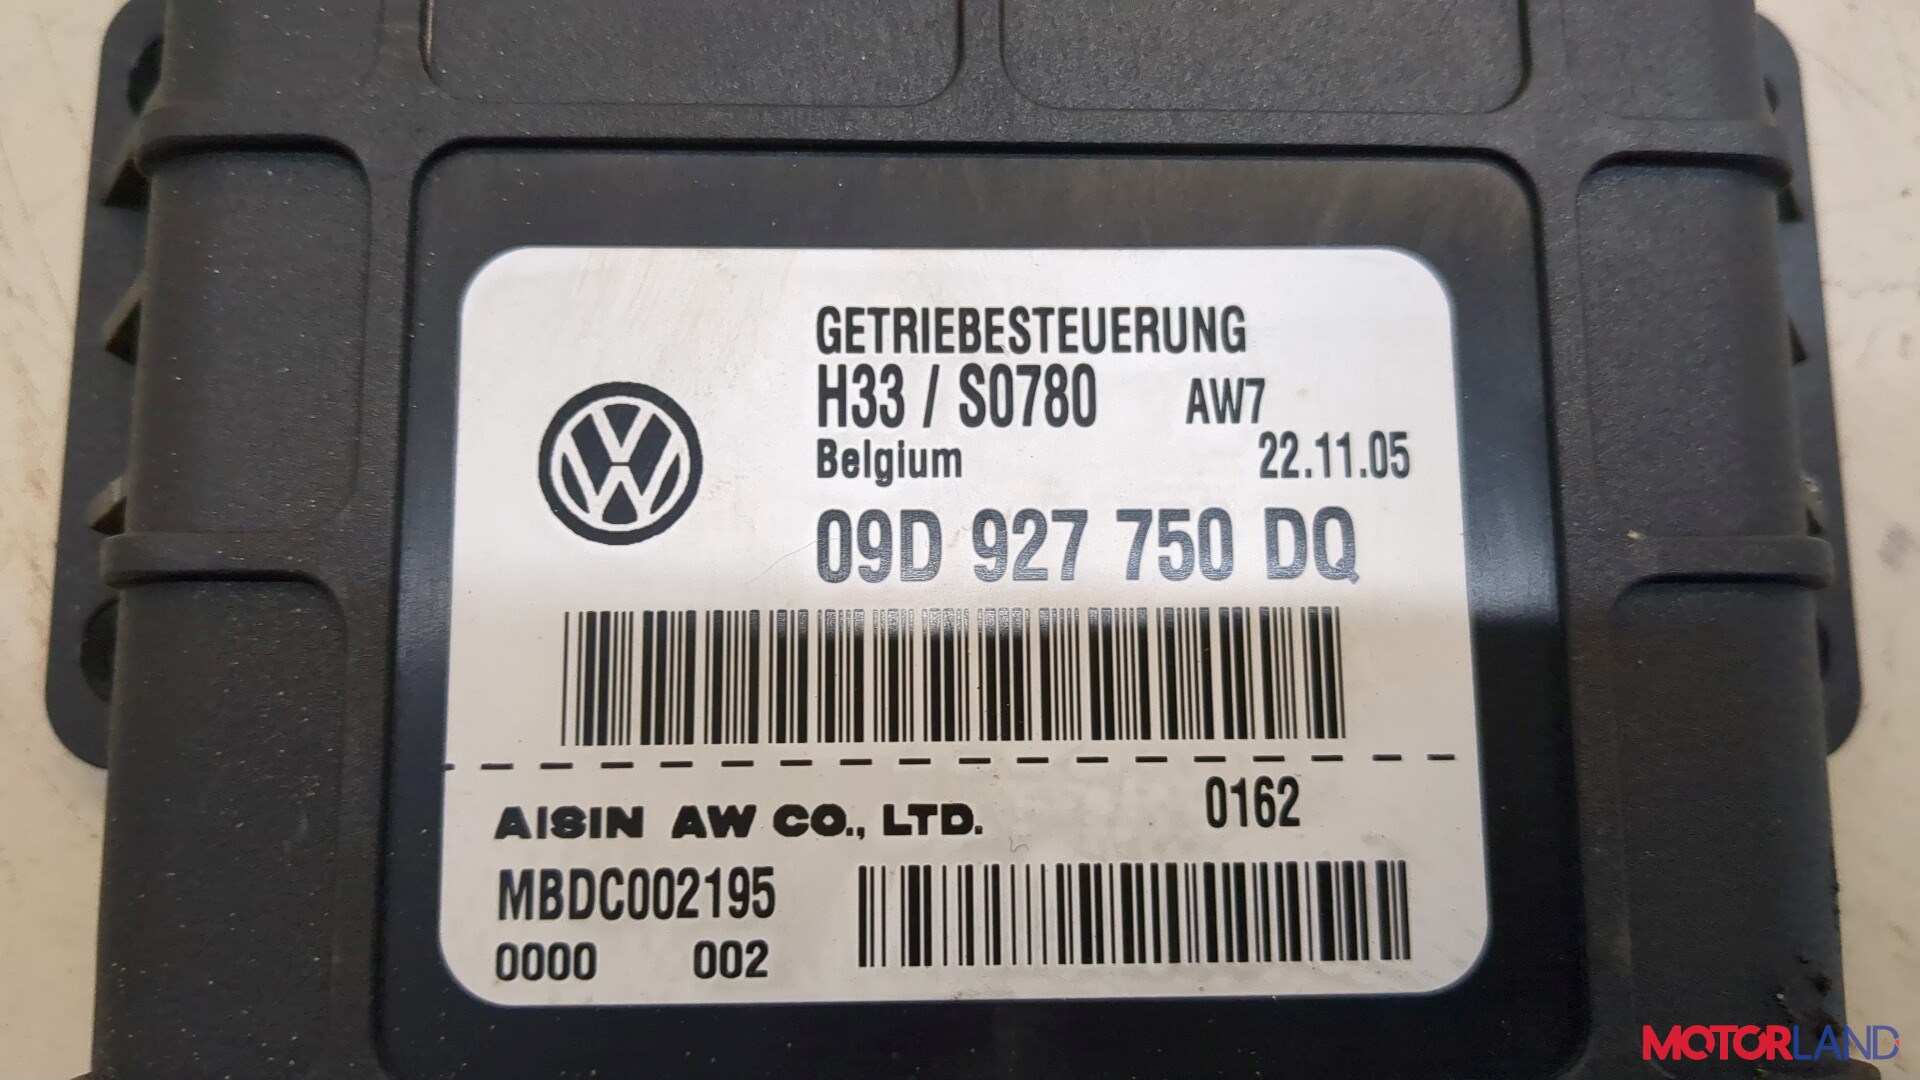 GETRIEBESTEUERUNG
H33 / S0780 AW7
Belgium 22.11.05
09D 927 750 DQ
AISIN AW CO., LTD. 0162
MBDC002195
0000 002
MOTORLAND